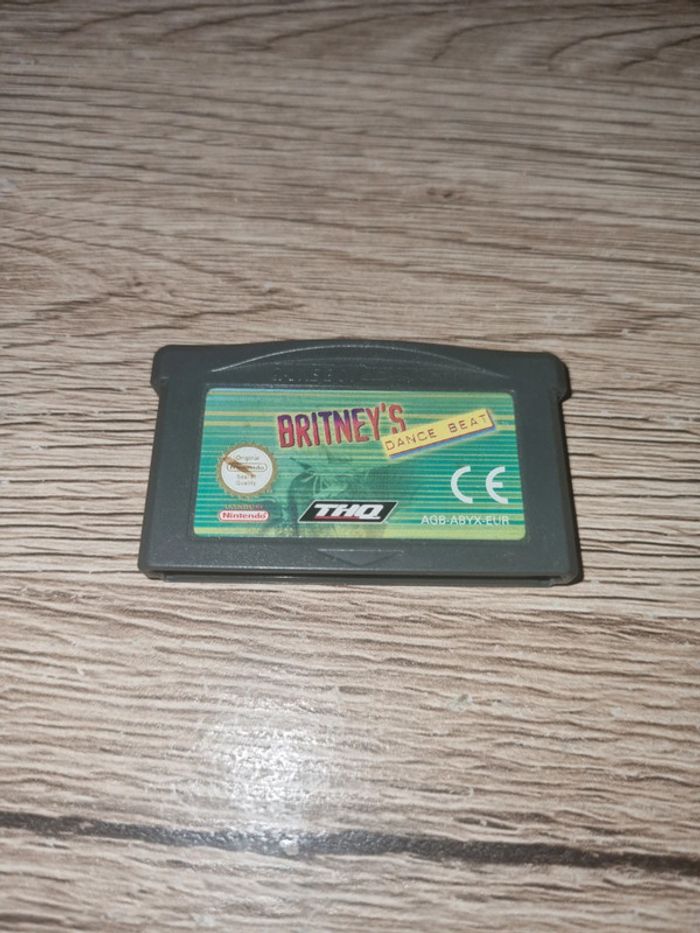 BRITNEY'S
DANCE BEAT
Original
Nintendo
Seal of
Quality
Nintendo
THQ
CE
AGB-ABYX-EUR